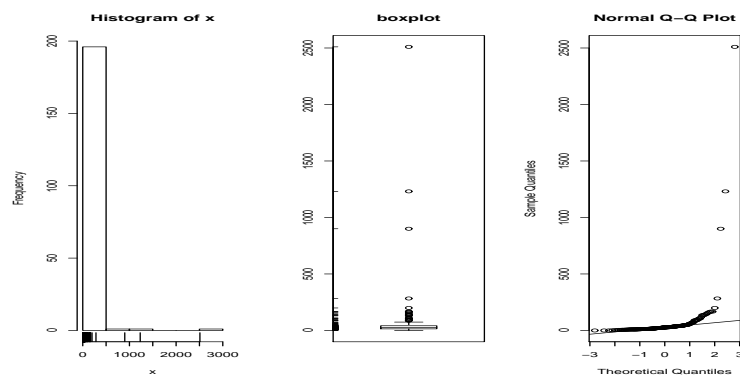 Histogram of x
Frequency
200
150
100
50
0
0 1000 2000 3000
x
boxplot
2500
2000
1500
1000
500
0
Normal Q−Q Plot
Sample Quantiles
2500
2000
1500
1000
500
0
−3 −1 0 1 2 3
Theoretical Quantiles